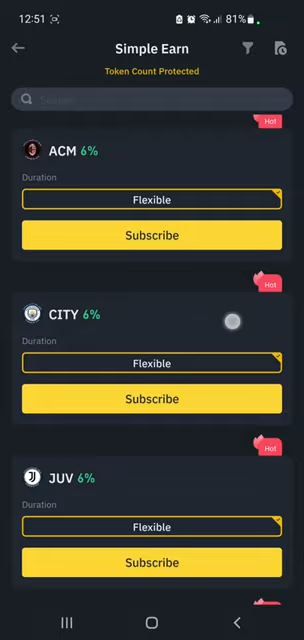 12:51
81%
Simple Earn
Token Count Protected
Search
Hot
ACM 6%
Duration
Flexible
Subscribe
Hot
CITY 6%
Duration
Flexible
Subscribe
Hot
JUV 6%
Duration
Flexible
Subscribe